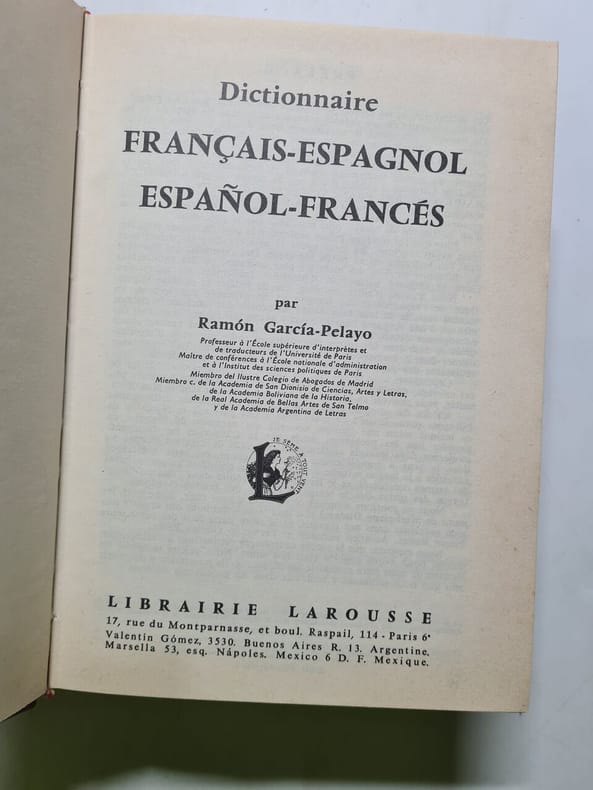 Dictionnaire
FRANÇAIS-ESPAGNOL
ESPAÑOL-FRANCÉS
par
Ramón García-Pelayo
Professeur à l'École supérieure d'interprètes et
de traducteurs de l'Université de Paris
Maître de conférences à l'École nationale d'administration
et à l'Institut des sciences politiques de Paris
Miembro del Ilustre Colegio de Abogados de Madrid
Miembro c. de la Academia de San Dionisio de Ciencias, Artes y Letras,
de la Academia Boliviana de la Historia,
de la Real Academia de Bellas Artes de San Telmo
y de la Academia Argentina de Letras
JE SÈME À TOUT VENT
L
LIBRAIRIE LAROUSSE
17, rue du Montparnasse, et boul. Raspail, 114 - Paris 6e
Valentín Gómez, 3530. Buenos Aires R. 13. Argentine.
Marsella 53, esq. Nápoles. Mexico 6 D. F. Mexique.